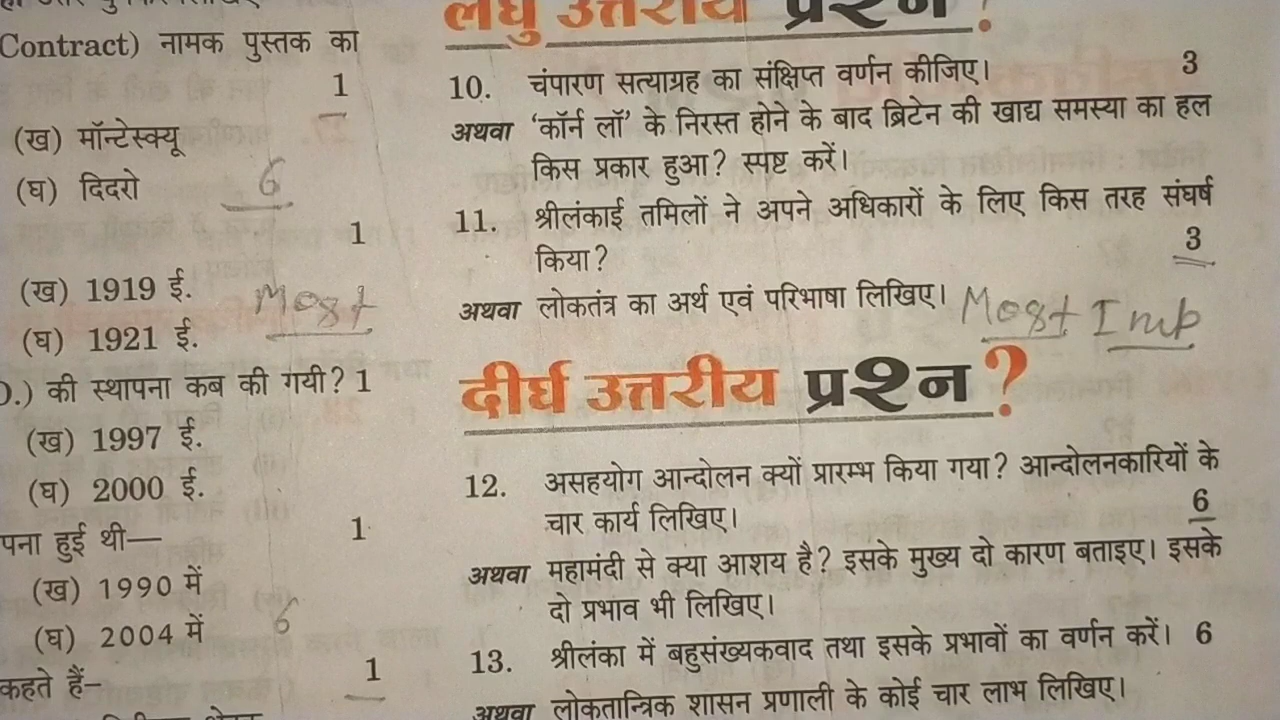 Contract) नामक पुस्तक का
1
(ख) मॉन्टेस्क्यू
(घ) दिदरो
6
1
(ख) 1919 ई.
Most
(घ) 1921 ई.
.) की स्थापना कब की गयी? 1
(ख) 1997 ई.
(घ) 2000 ई.
पना हुई थी—
1
(ख) 1990 में
(घ) 2004 में
6
1
कहते हैं–
लघु उत्तरीय प्रश्न?
10. चंपारण सत्याग्रह का संक्षिप्त वर्णन कीजिए। 3
अथवा ‘कॉर्न लॉ’ के निरस्त होने के बाद ब्रिटेन की खाद्य समस्या का हल
किस प्रकार हुआ? स्पष्ट करें।
11. श्रीलंकाई तमिलों ने अपने अधिकारों के लिए किस तरह संघर्ष
किया? 3
अथवा लोकतंत्र का अर्थ एवं परिभाषा लिखिए। Most Imp
दीर्घ उत्तरीय प्रश्न?
12. असहयोग आन्दोलन क्यों प्रारम्भ किया गया? आन्दोलनकारियों के
चार कार्य लिखिए। 6
अथवा महामंदी से क्या आशय है? इसके मुख्य दो कारण बताइए। इसके
दो प्रभाव भी लिखिए।
13. श्रीलंका में बहुसंख्यकवाद तथा इसके प्रभावों का वर्णन करें। 6
अथवा लोकतान्त्रिक शासन प्रणाली के कोई चार लाभ लिखिए।